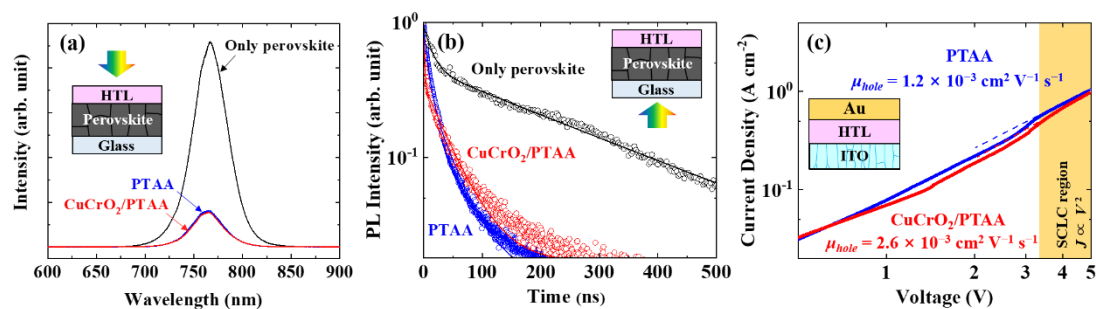 (a)
Only perovskite
HTL
Perovskite
Glass
PTAA
CuCrO₂/PTAA
Intensity (arb. unit)
600 650 700 750 800 850 900
Wavelength (nm)
(b)
HTL
Perovskite
Glass
Only perovskite
CuCrO₂/PTAA
PTAA
PL Intensity (arb. unit)
10⁰
10⁻¹
0 100 200 300 400 500
Time (ns)
(c)
PTAA
μhole = 1.2 × 10⁻³ cm² V⁻¹ s⁻¹
Au
HTL
ITO
CuCrO₂/PTAA
μhole = 2.6 × 10⁻³ cm² V⁻¹ s⁻¹
SCLC region
J ∝ V²
Current Density (A cm⁻²)
10⁰
10⁻¹
1 2 3 4 5
Voltage (V)